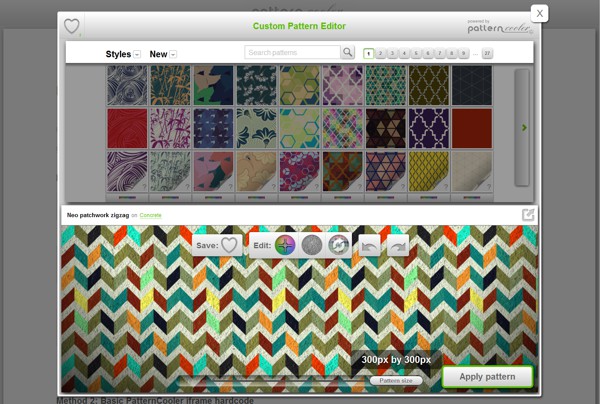 Custom Pattern Editor
powered by
patterncooler
X
Styles New Search patterns 1 2 3 4 5 6 7 8 9 ... 27
Neo patchwork zigzag on Concrete
Save: Edit:
300px by 300px
Pattern size
Apply pattern
Method 2: Basic PatternCooler iframe hardcode